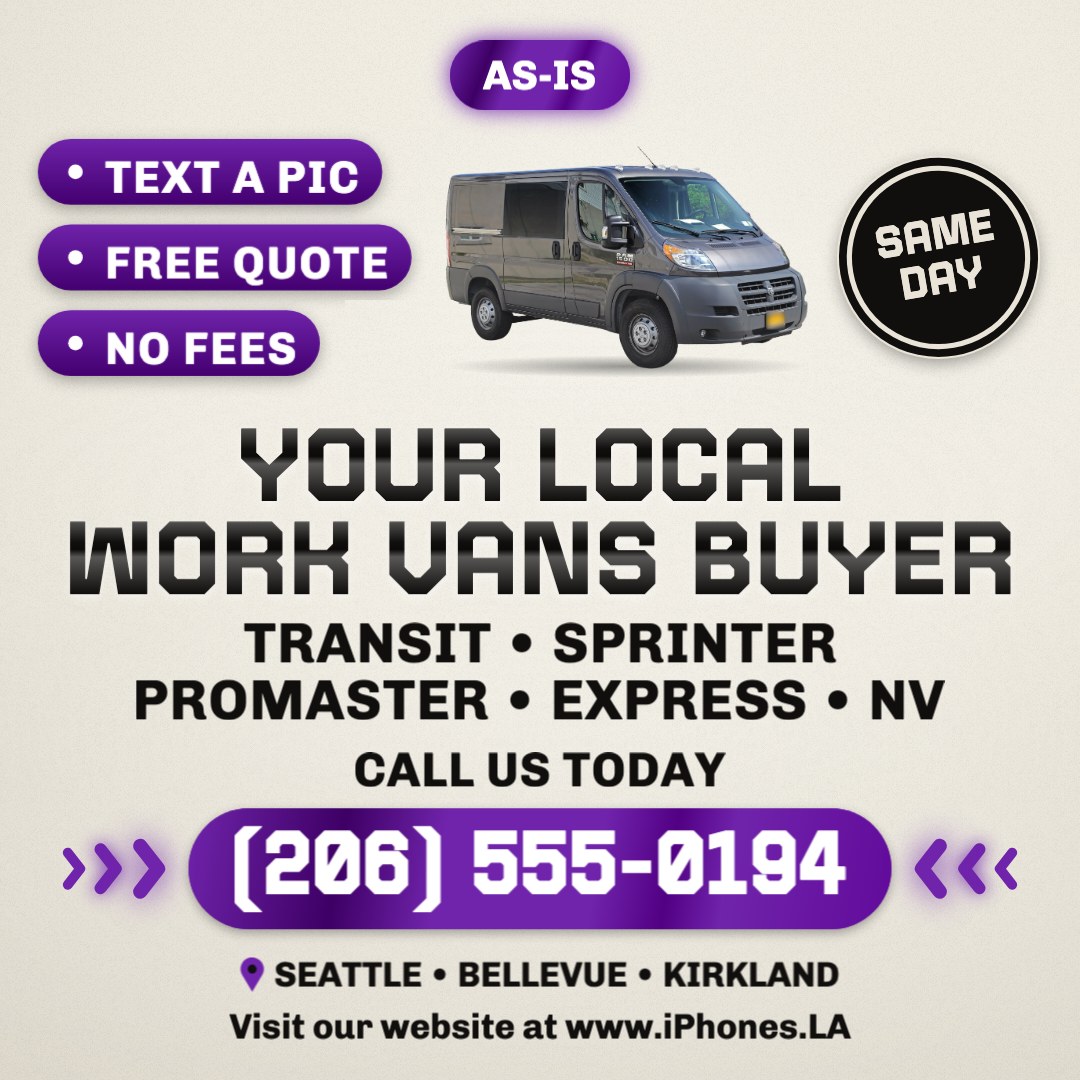 AS-IS
• TEXT A PIC
• FREE QUOTE
• NO FEES
SAME
DAY
YOUR LOCAL
WORK VANS BUYER
TRANSIT • SPRINTER
PROMASTER • EXPRESS • NV
CALL US TODAY
(206) 555-0194
SEATTLE • BELLEVUE • KIRKLAND
Visit our website at www.iPhones.LA